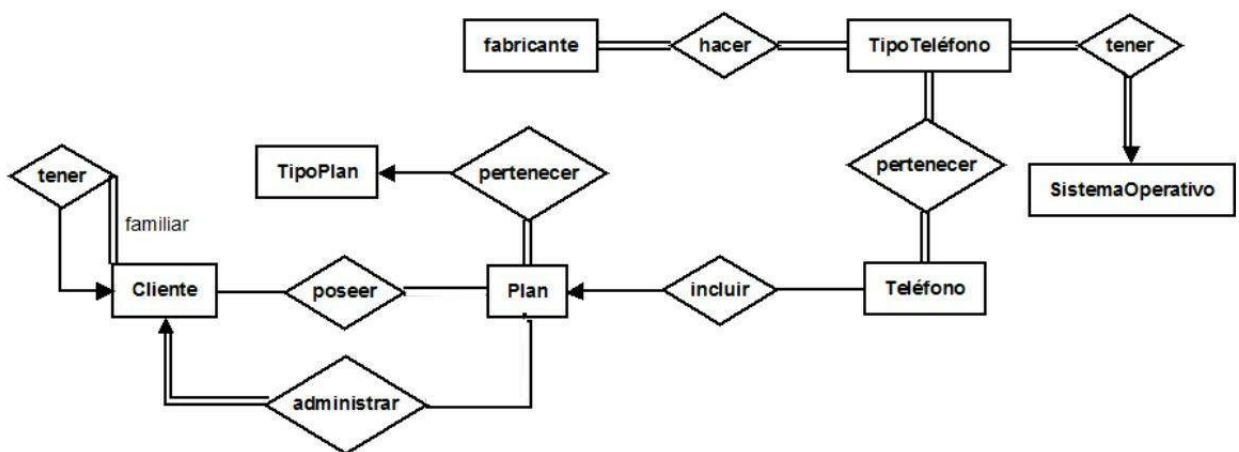 fabricante
hacer
TipoTeléfono
tener
TipoPlan
pertenecer
pertenecer
tener
SistemaOperativo
familiar
Cliente
poseer
Plan
incluir
Teléfono
administrar